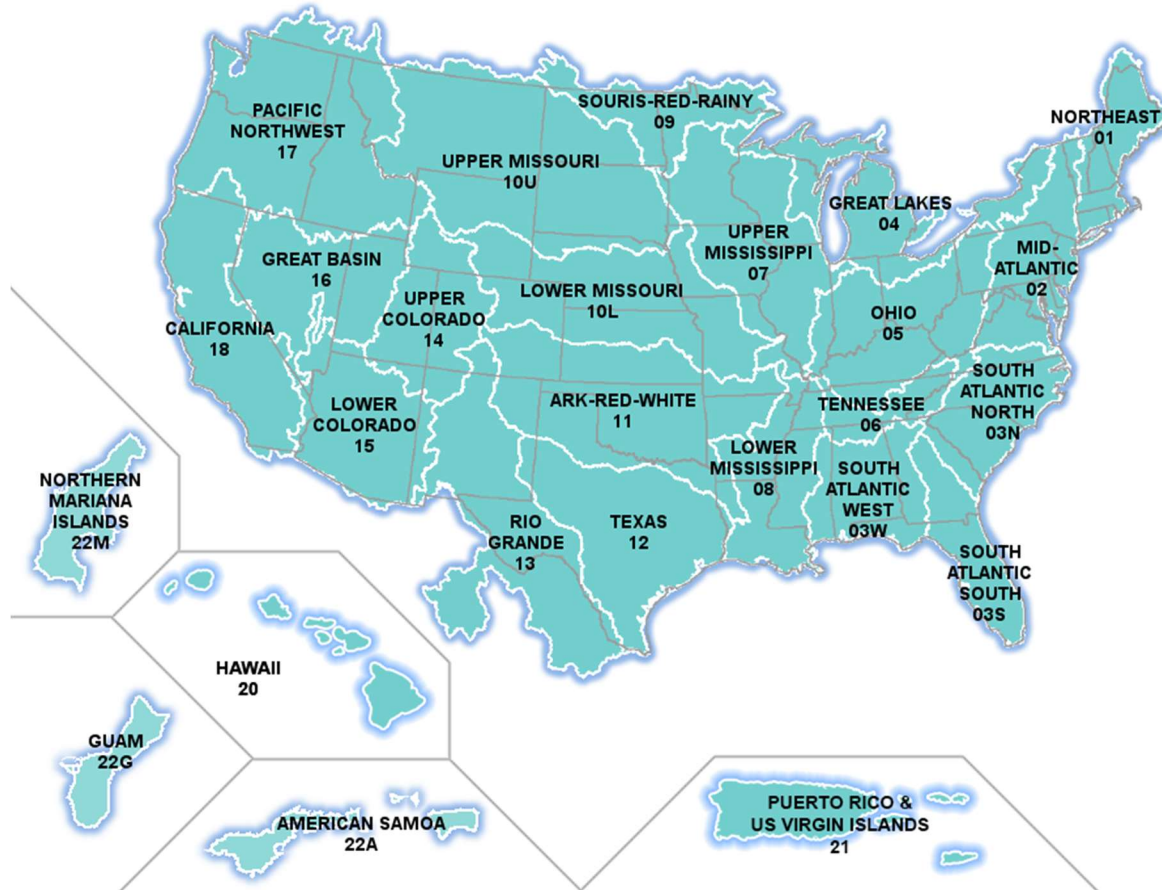 SOURIS-RED-RAINY
09
NORTHEAST
01
PACIFIC
NORTHWEST
17
UPPER MISSOURI
10U
GREAT LAKES
04
UPPER
MISSISSIPPI
07
MID-
ATLANTIC
02
GREAT BASIN
16
LOWER MISSOURI
10L
UPPER
COLORADO
14
OHIO
05
CALIFORNIA
18
SOUTH
ATLANTIC
NORTH
03N
LOWER
COLORADO
15
ARK-RED-WHITE
11
TENNESSEE
06
LOWER
MISSISSIPPI
08
SOUTH
ATLANTIC
WEST
03W
NORTHERN
MARIANA
ISLANDS
22M
RIO
GRANDE
13
TEXAS
12
SOUTH
ATLANTIC
SOUTH
03S
HAWAII
20
GUAM
22G
AMERICAN SAMOA
22A
PUERTO RICO &
US VIRGIN ISLANDS
21